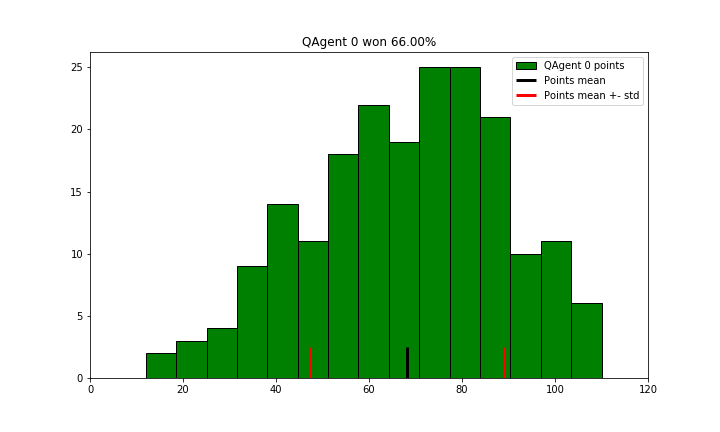 QAgent 0 won 66.00%
QAgent 0 points
Points mean
Points mean +- std
25
20
15
10
5
0
0 20 40 60 80 100 120